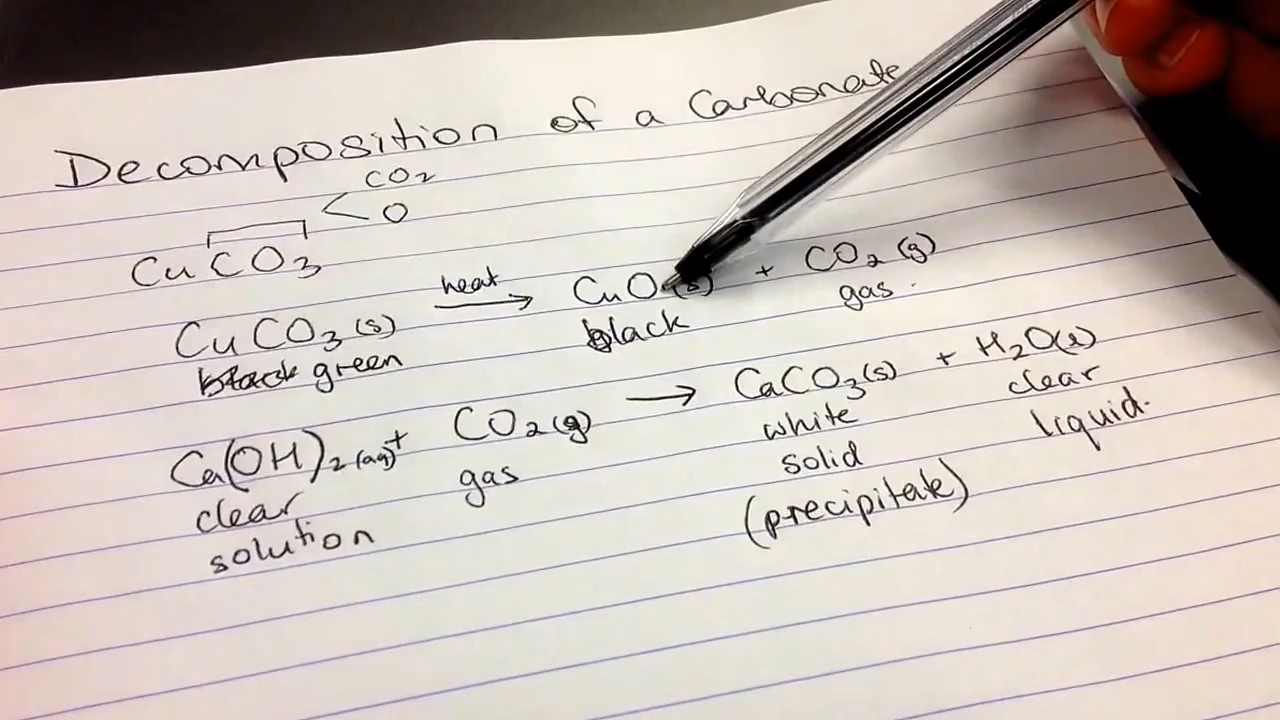 Decomposition of a Carbonate
CO2
O
CuCO3
CuCO3(s) heat → CuO(s) + CO2(g)
green black gas.
Ca(OH)2(aq) + CO2(g) → CaCO3(s) + H2O(l)
clear gas white clear
solution solid liquid.
(precipitate)